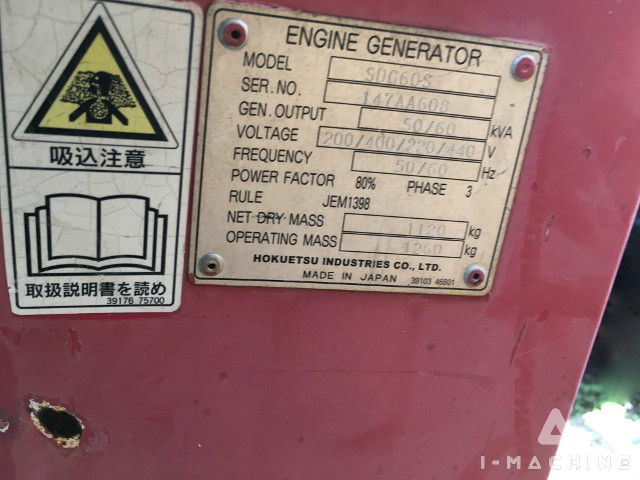 吸込注意
取扱説明書を読め
39176 75700
ENGINE GENERATOR
MODEL SDG60S
SER.NO. 147AA608
GEN.OUTPUT 50/60 kVA
VOLTAGE 200/400/220/440 V
FREQUENCY 50/60 Hz
POWER FACTOR 80% PHASE 3
RULE JEM1398
NET DRY MASS 1120 kg
OPERATING MASS kg
HOKUETSU INDUSTRIES CO., LTD.
MADE IN JAPAN 39103 46801
I-MACHINE